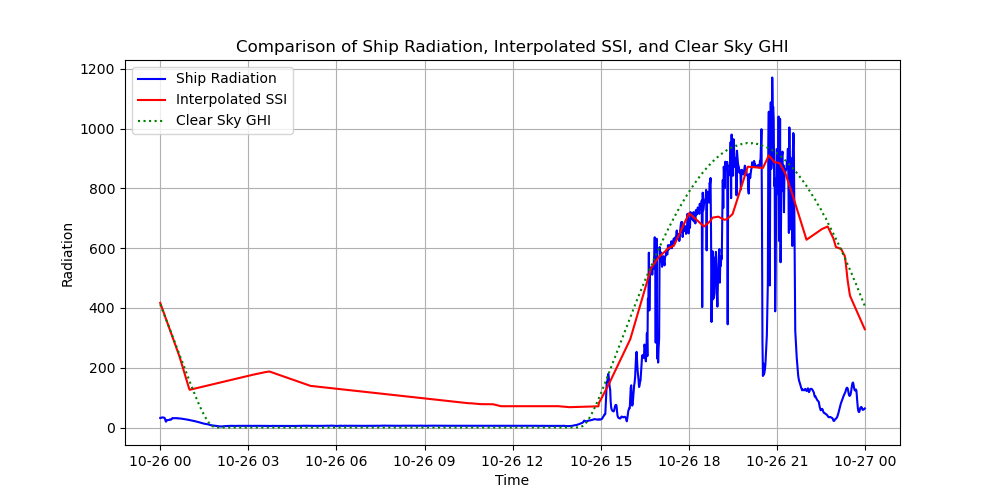 Comparison of Ship Radiation, Interpolated SSI, and Clear Sky GHI
Ship Radiation
Interpolated SSI
Clear Sky GHI
1200
1000
800
600
400
200
0
Radiation
10-26 00 10-26 03 10-26 06 10-26 09 10-26 12 10-26 15 10-26 18 10-26 21 10-27 00
Time